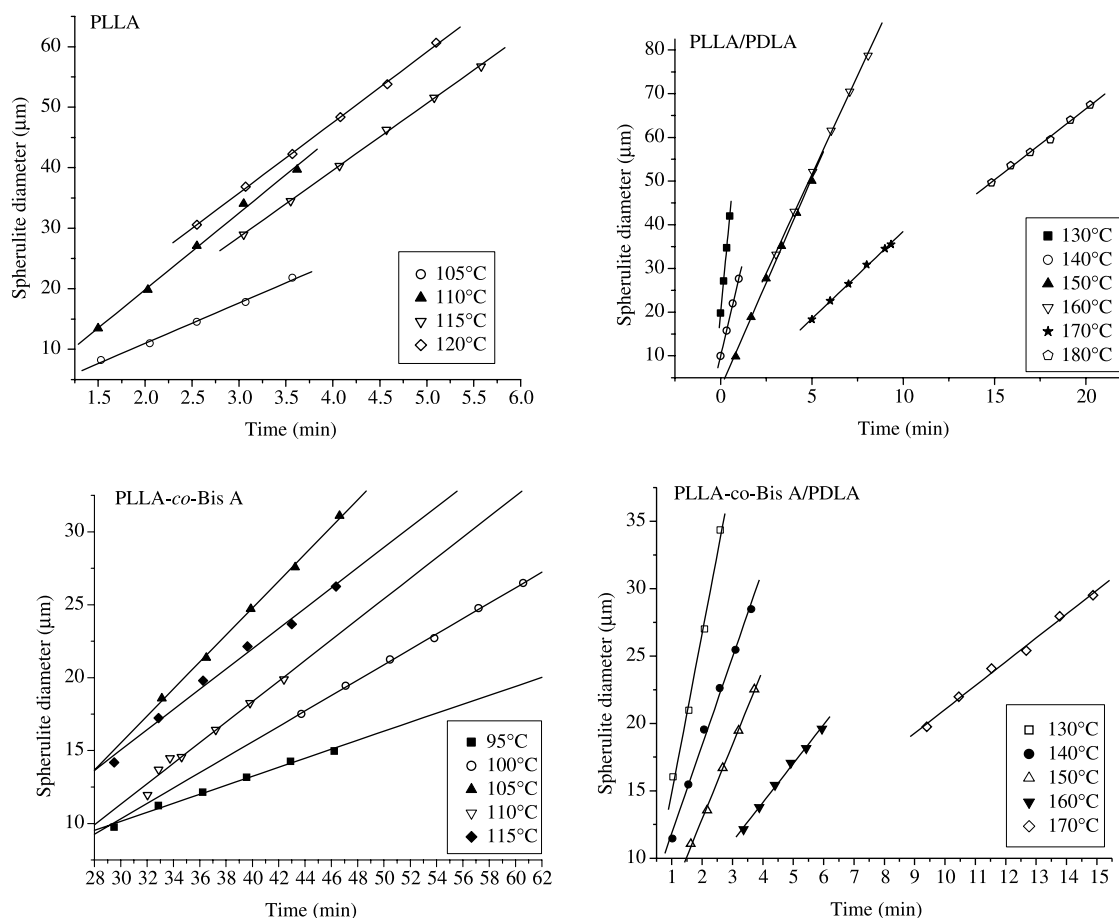 PLLA
Spherulite diameter (μm)
60
50
40
30
20
10
105°C
110°C
115°C
120°C
1.5 2.0 2.5 3.0 3.5 4.0 4.5 5.0 5.5 6.0
Time (min)
PLLA/PDLA
Spherulite diameter (μm)
80
70
60
50
40
30
20
10
130°C
140°C
150°C
160°C
170°C
180°C
0 5 10 15 20
Time (min)
PLLA-co-Bis A
Spherulite diameter (μm)
30
25
20
15
10
95°C
100°C
105°C
110°C
115°C
28 30 32 34 36 38 40 42 44 46 48 50 52 54 56 58 60 62
Time (min)
PLLA-co-Bis A/PDLA
Spherulite diameter (μm)
35
30
25
20
15
10
130°C
140°C
150°C
160°C
170°C
1 2 3 4 5 6 7 8 9 10 11 12 13 14 15
Time (min)